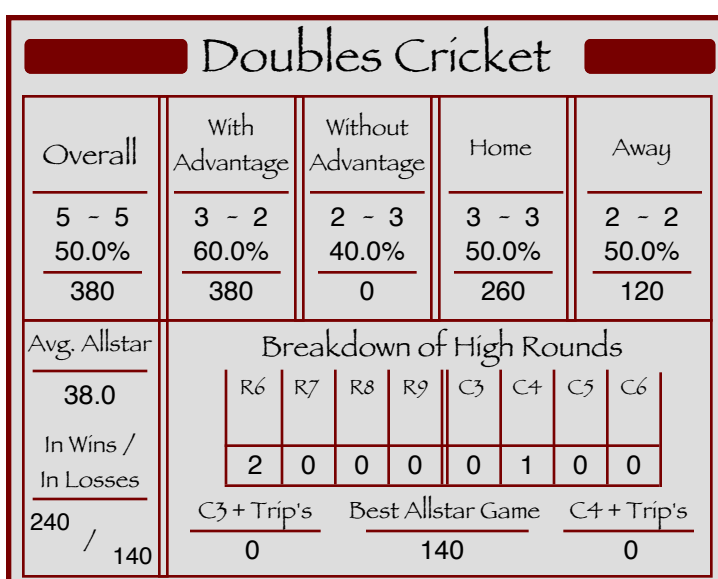 Doubles Cricket
Overall
With
Advantage
Without
Advantage
Home
Away
5 ~ 5
3 ~ 2
2 ~ 3
3 ~ 3
2 ~ 2
50.0%
60.0%
40.0%
50.0%
50.0%
380
380
0
260
120
Avg. Allstar
38.0
In Wins /
In Losses
240 / 140
Breakdown of High Rounds
R6 R7 R8 R9 C3 C4 C5 C6
2 0 0 0 0 1 0 0
C3 + Trip's
Best Allstar Game
C4 + Trip's
0
140
0